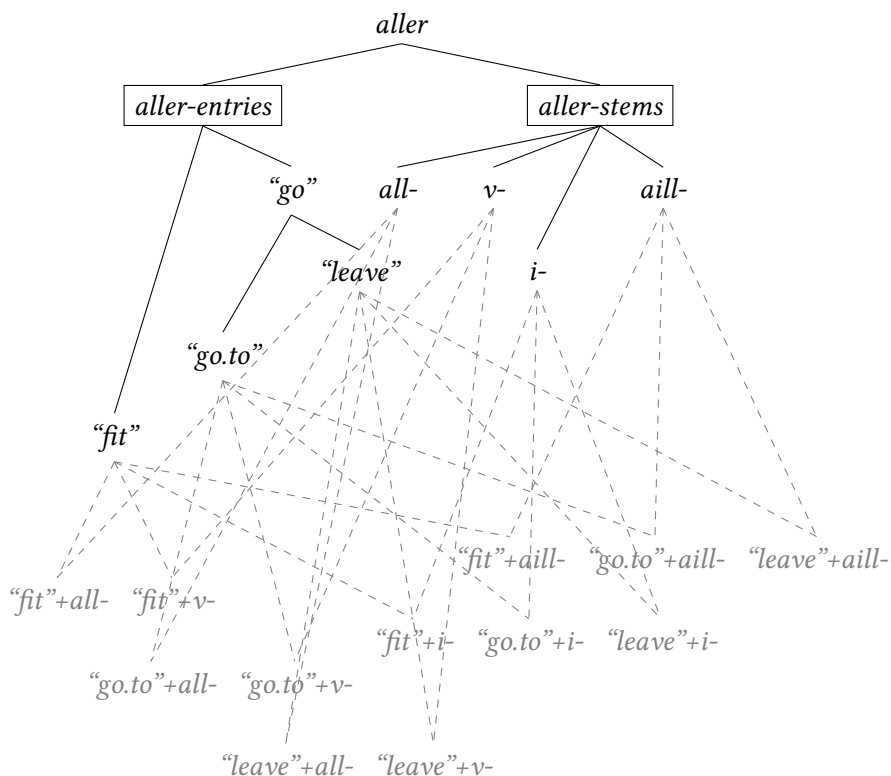 aller
aller-entries aller-stems
“go” all- v- aill-
“leave” i-
“go.to”
“fit”
“fit”+aill- “go.to”+aill- “leave”+aill-
“fit”+all- “fit”+v-
“fit”+i- “go.to”+i- “leave”+i-
“go.to”+all- “go.to”+v-
“leave”+all- “leave”+v-